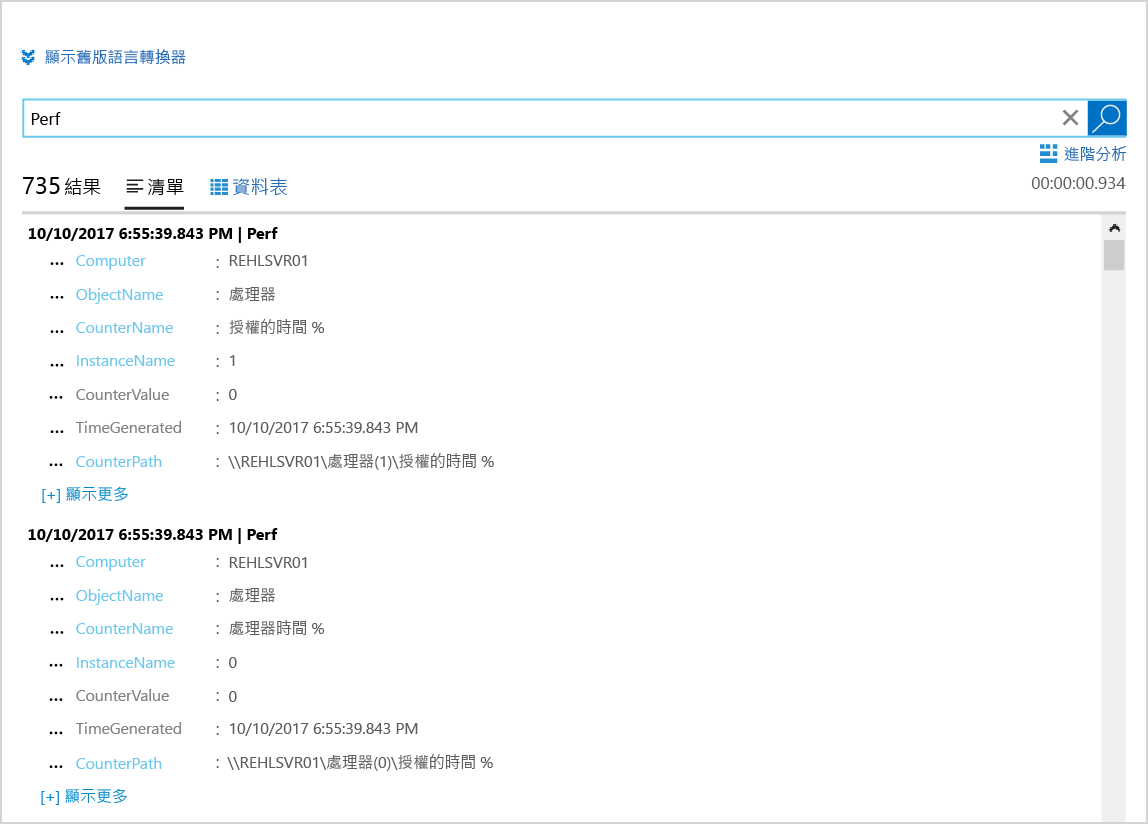 顯示舊版語言轉換器
Perf
進階分析
735 結果 清單 資料表 00:00:00.934
10/10/2017 6:55:39.843 PM | Perf
... Computer : REHLSVR01
... ObjectName : 處理器
... CounterName : 授權的時間 %
... InstanceName : 1
... CounterValue : 0
... TimeGenerated : 10/10/2017 6:55:39.843 PM
... CounterPath : \\REHLSVR01\處理器(1)\授權的時間 %
[+] 顯示更多
10/10/2017 6:55:39.843 PM | Perf
... Computer : REHLSVR01
... ObjectName : 處理器
... CounterName : 處理器時間 %
... InstanceName : 0
... CounterValue : 0
... TimeGenerated : 10/10/2017 6:55:39.843 PM
... CounterPath : \\REHLSVR01\處理器(0)\授權的時間 %
[+] 顯示更多